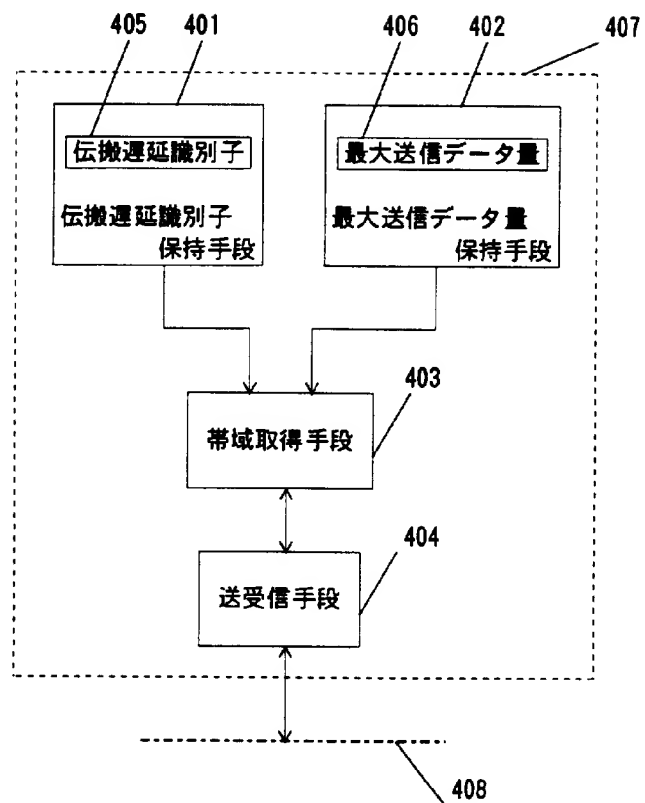 405 401 406 402 407
伝搬遅延識別子
伝搬遅延識別子
保持手段
最大送信データ量
最大送信データ量
保持手段
403
帯域取得手段
404
送受信手段
408